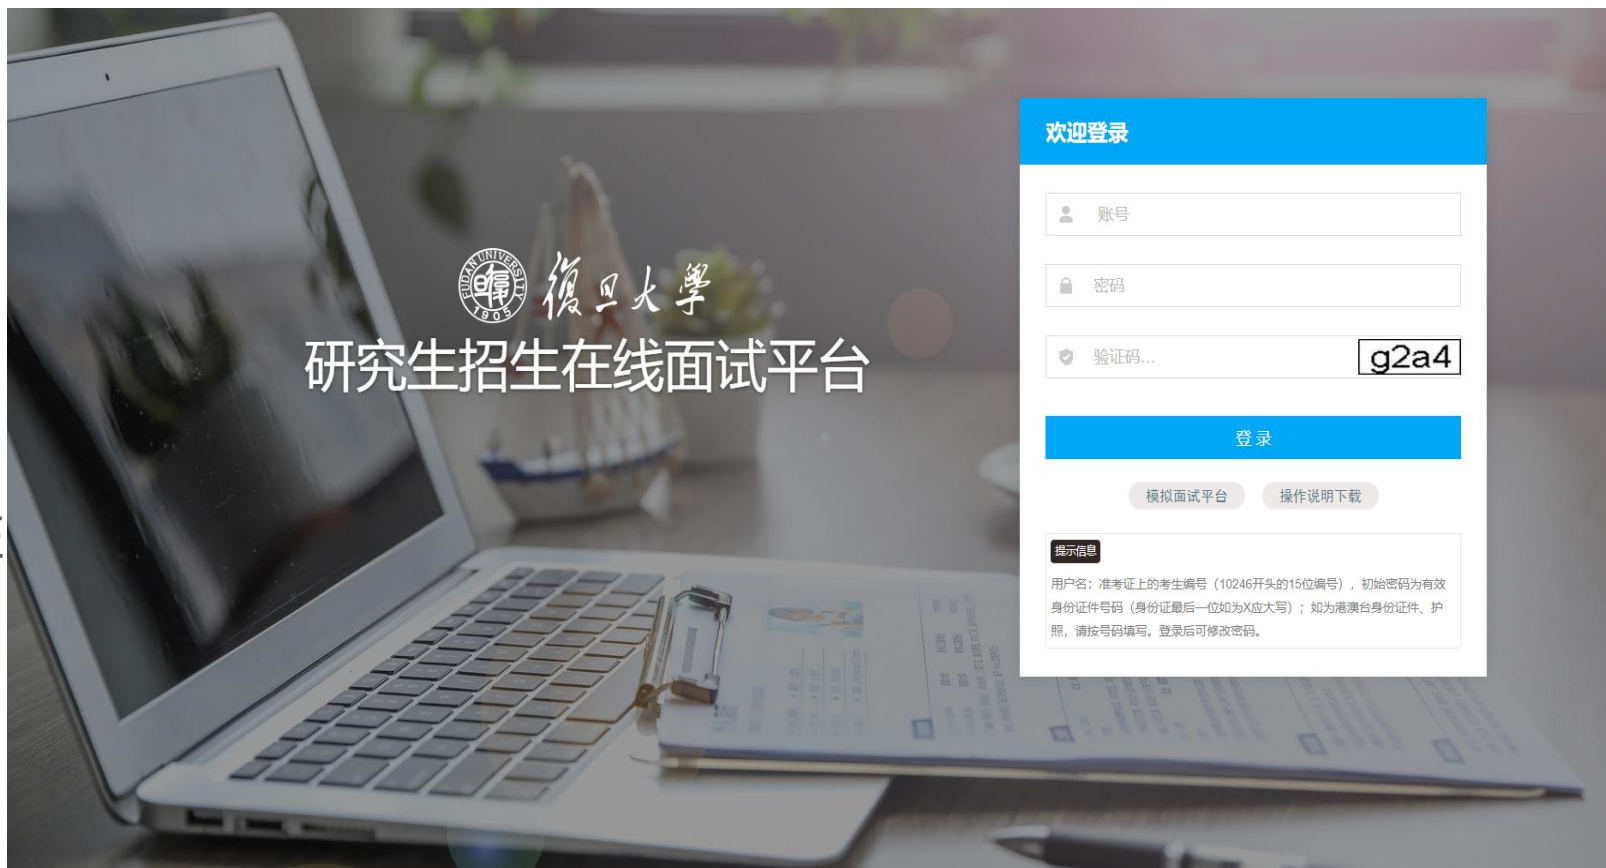 欢迎登录
账号
密码
FUDAN UNIVERSITY
1905
復旦大學
研究生招生在线面试平台
验证码...
g2a4
登 录
模拟面试平台
操作说明下载
提示信息
用户名：准考证上的考生编号（10246开头的15位编号），初始密码为有效
身份证件号码（身份证最后一位如为X应大写）；如为港澳台身份证件、护
照，请按号码填写。登录后可修改密码。